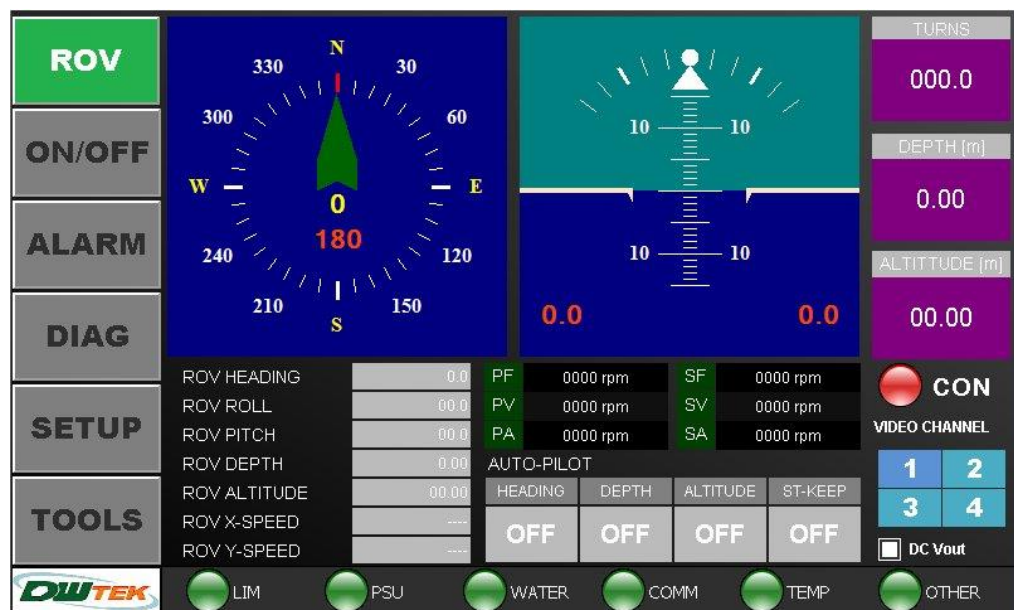 ROV
ON/OFF
ALARM
DIAG
SETUP
TOOLS
DWTEK
N
330 30
300 60
W E
0
180
240 120
210 150
S
10 10
10 10
0.0 0.0
TURNS
000.0
DEPTH [m]
0.00
ALTITTUDE [m]
00.00
ROV HEADING 0.0
ROV ROLL 00.0
ROV PITCH 00.0
ROV DEPTH 0.00
ROV ALTITUDE 00.00
ROV X-SPEED ----
ROV Y-SPEED ----
PF 0000 rpm SF 0000 rpm
PV 0000 rpm SV 0000 rpm
PA 0000 rpm SA 0000 rpm
AUTO-PILOT
HEADING DEPTH ALTITUDE ST-KEEP
OFF OFF OFF OFF
CON
VIDEO CHANNEL
1 2
3 4
DC Vout
LIM PSU WATER COMM TEMP OTHER